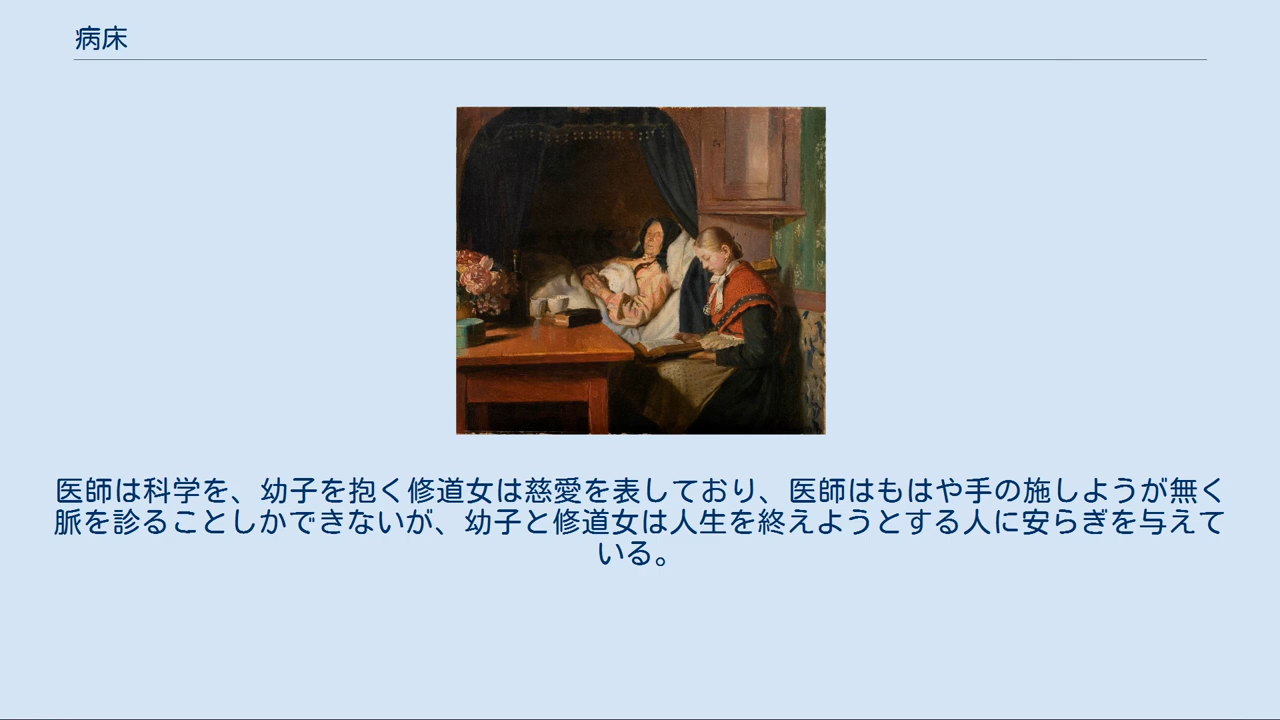 病床
医師は科学を、幼子を抱く修道女は慈愛を表しており、医師はもはや手の施しようが無く
脈を診ることしかできないが、幼子と修道女は人生を終えようとする人に安らぎを与えて
いる。